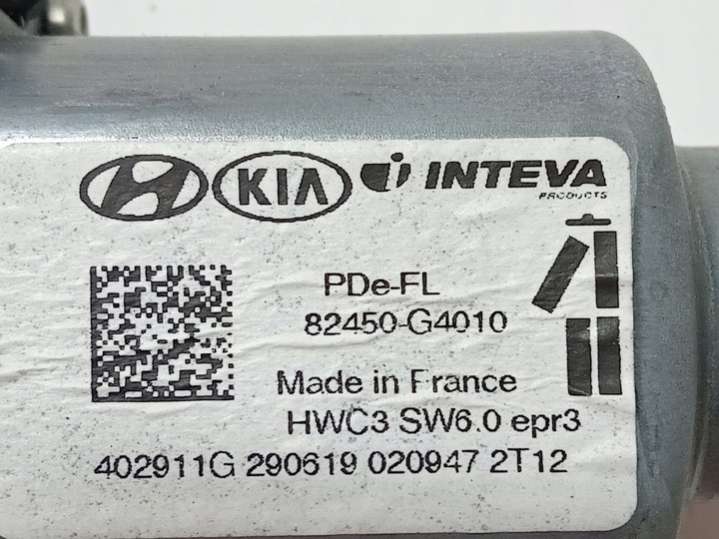 KIA INTEVA
PRODUCTS
PDe-FL
82450-G4010
Made in France
HWC3 SW6.0 epr3
402911G 290619 020947 2T12